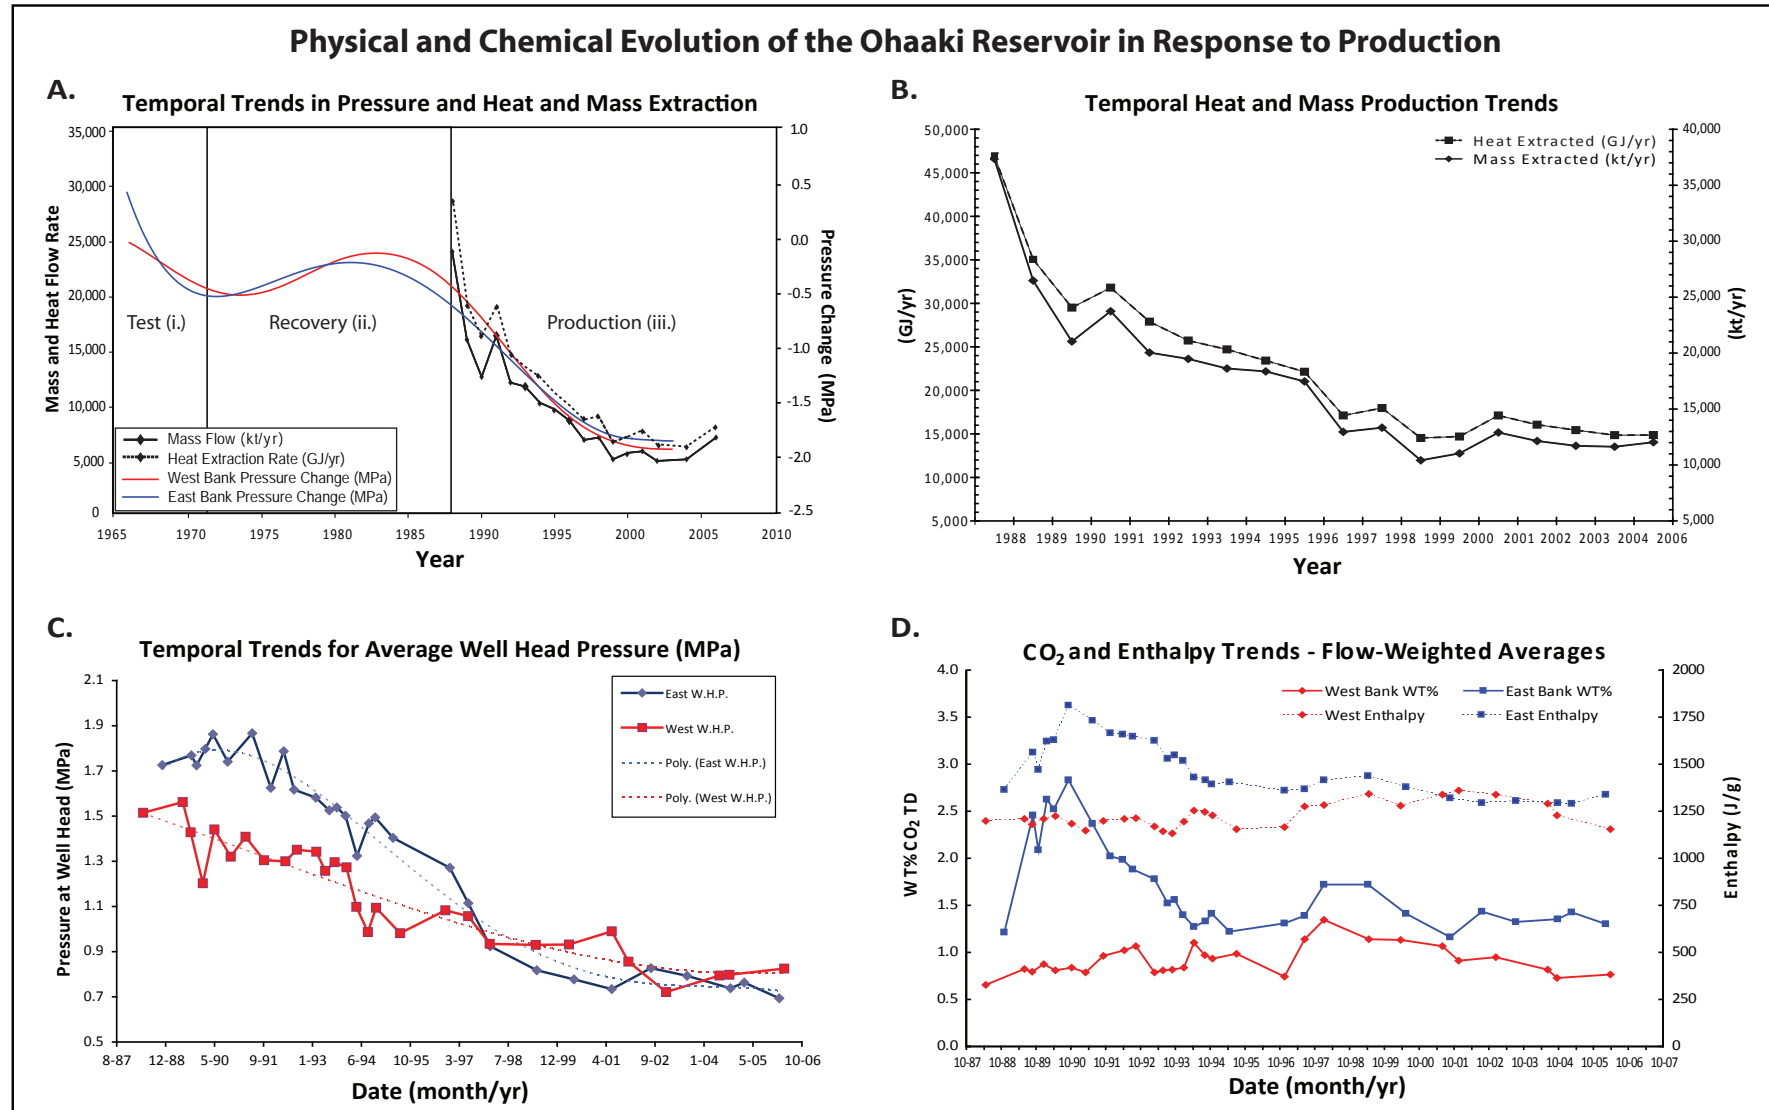 Physical and Chemical Evolution of the Ohaaki Reservoir in Response to Production
A.
Temporal Trends in Pressure and Heat and Mass Extraction
35,000
30,000
25,000
20,000
15,000
10,000
5,000
0
Mass and Heat Flow Rate
1.0
0.5
0.0
-0.5
-1.0
-1.5
-2.0
-2.5
Pressure Change (MPa)
Test (i.)
Recovery (ii.)
Production (iii.)
Mass Flow (kt/yr)
Heat Extraction Rate (GJ/yr)
West Bank Pressure Change (MPa)
East Bank Pressure Change (MPa)
1965 1970 1975 1980 1985 1990 1995 2000 2005 2010
Year
B.
Temporal Heat and Mass Production Trends
50,000
45,000
40,000
35,000
30,000
25,000
20,000
15,000
10,000
5,000
(GJ/yr)
40,000
35,000
30,000
25,000
20,000
15,000
10,000
5,000
(kt/yr)
Heat Extracted (GJ/yr)
Mass Extracted (kt/yr)
1988 1989 1990 1991 1992 1993 1994 1995 1996 1997 1998 1999 2000 2001 2002 2003 2004 2006
Year
C.
Temporal Trends for Average Well Head Pressure (MPa)
2.1
1.9
1.7
1.5
1.3
1.1
0.9
0.7
0.5
Pressure at Well Head (MPa)
East W.H.P.
West W.H.P.
Poly. (East W.H.P.)
Poly. (West W.H.P.)
8-87 12-88 5-90 9-91 1-93 6-94 10-95 3-97 7-98 12-99 4-01 9-02 1-04 5-05 10-06
Date (month/yr)
D.
CO2 and Enthalpy Trends - Flow-Weighted Averages
4.0
3.5
3.0
2.5
2.0
1.5
1.0
0.5
0.0
WT%CO2 TD
2000
1750
1500
1250
1000
750
500
250
0
Enthalpy (J/g)
West Bank WT%
East Bank WT%
West Enthalpy
East Enthalpy
10-87 10-88 10-89 10-90 10-91 10-92 10-93 10-94 10-95 10-96 10-97 10-98 10-99 10-00 10-01 10-02 10-03 10-04 10-05 10-06 10-07
Date (month/yr)